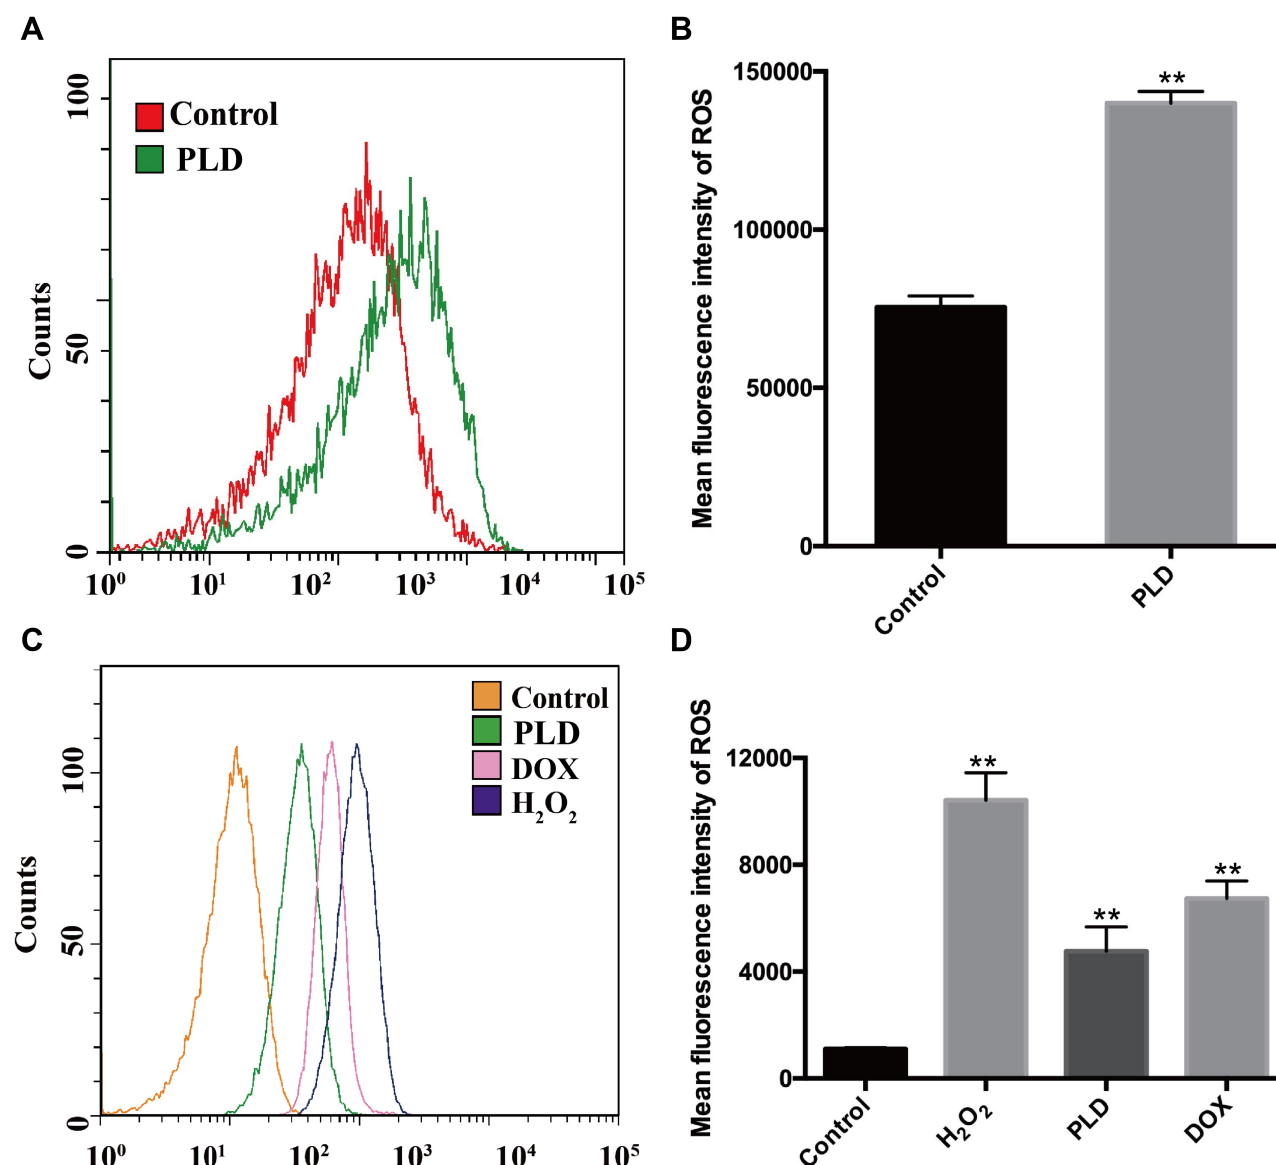 A
Counts
100
50
0
Control
PLD
10⁰ 10¹ 10² 10³ 10⁴ 10⁵
B
Mean fluorescence intensity of ROS
150000
100000
50000
0
**
Control PLD
C
Counts
100
50
0
Control
PLD
DOX
H₂O₂
10⁰ 10¹ 10² 10³ 10⁴ 10⁵
D
Mean fluorescence intensity of ROS
12000
8000
4000
0
**
**
**
Control H₂O₂ PLD DOX